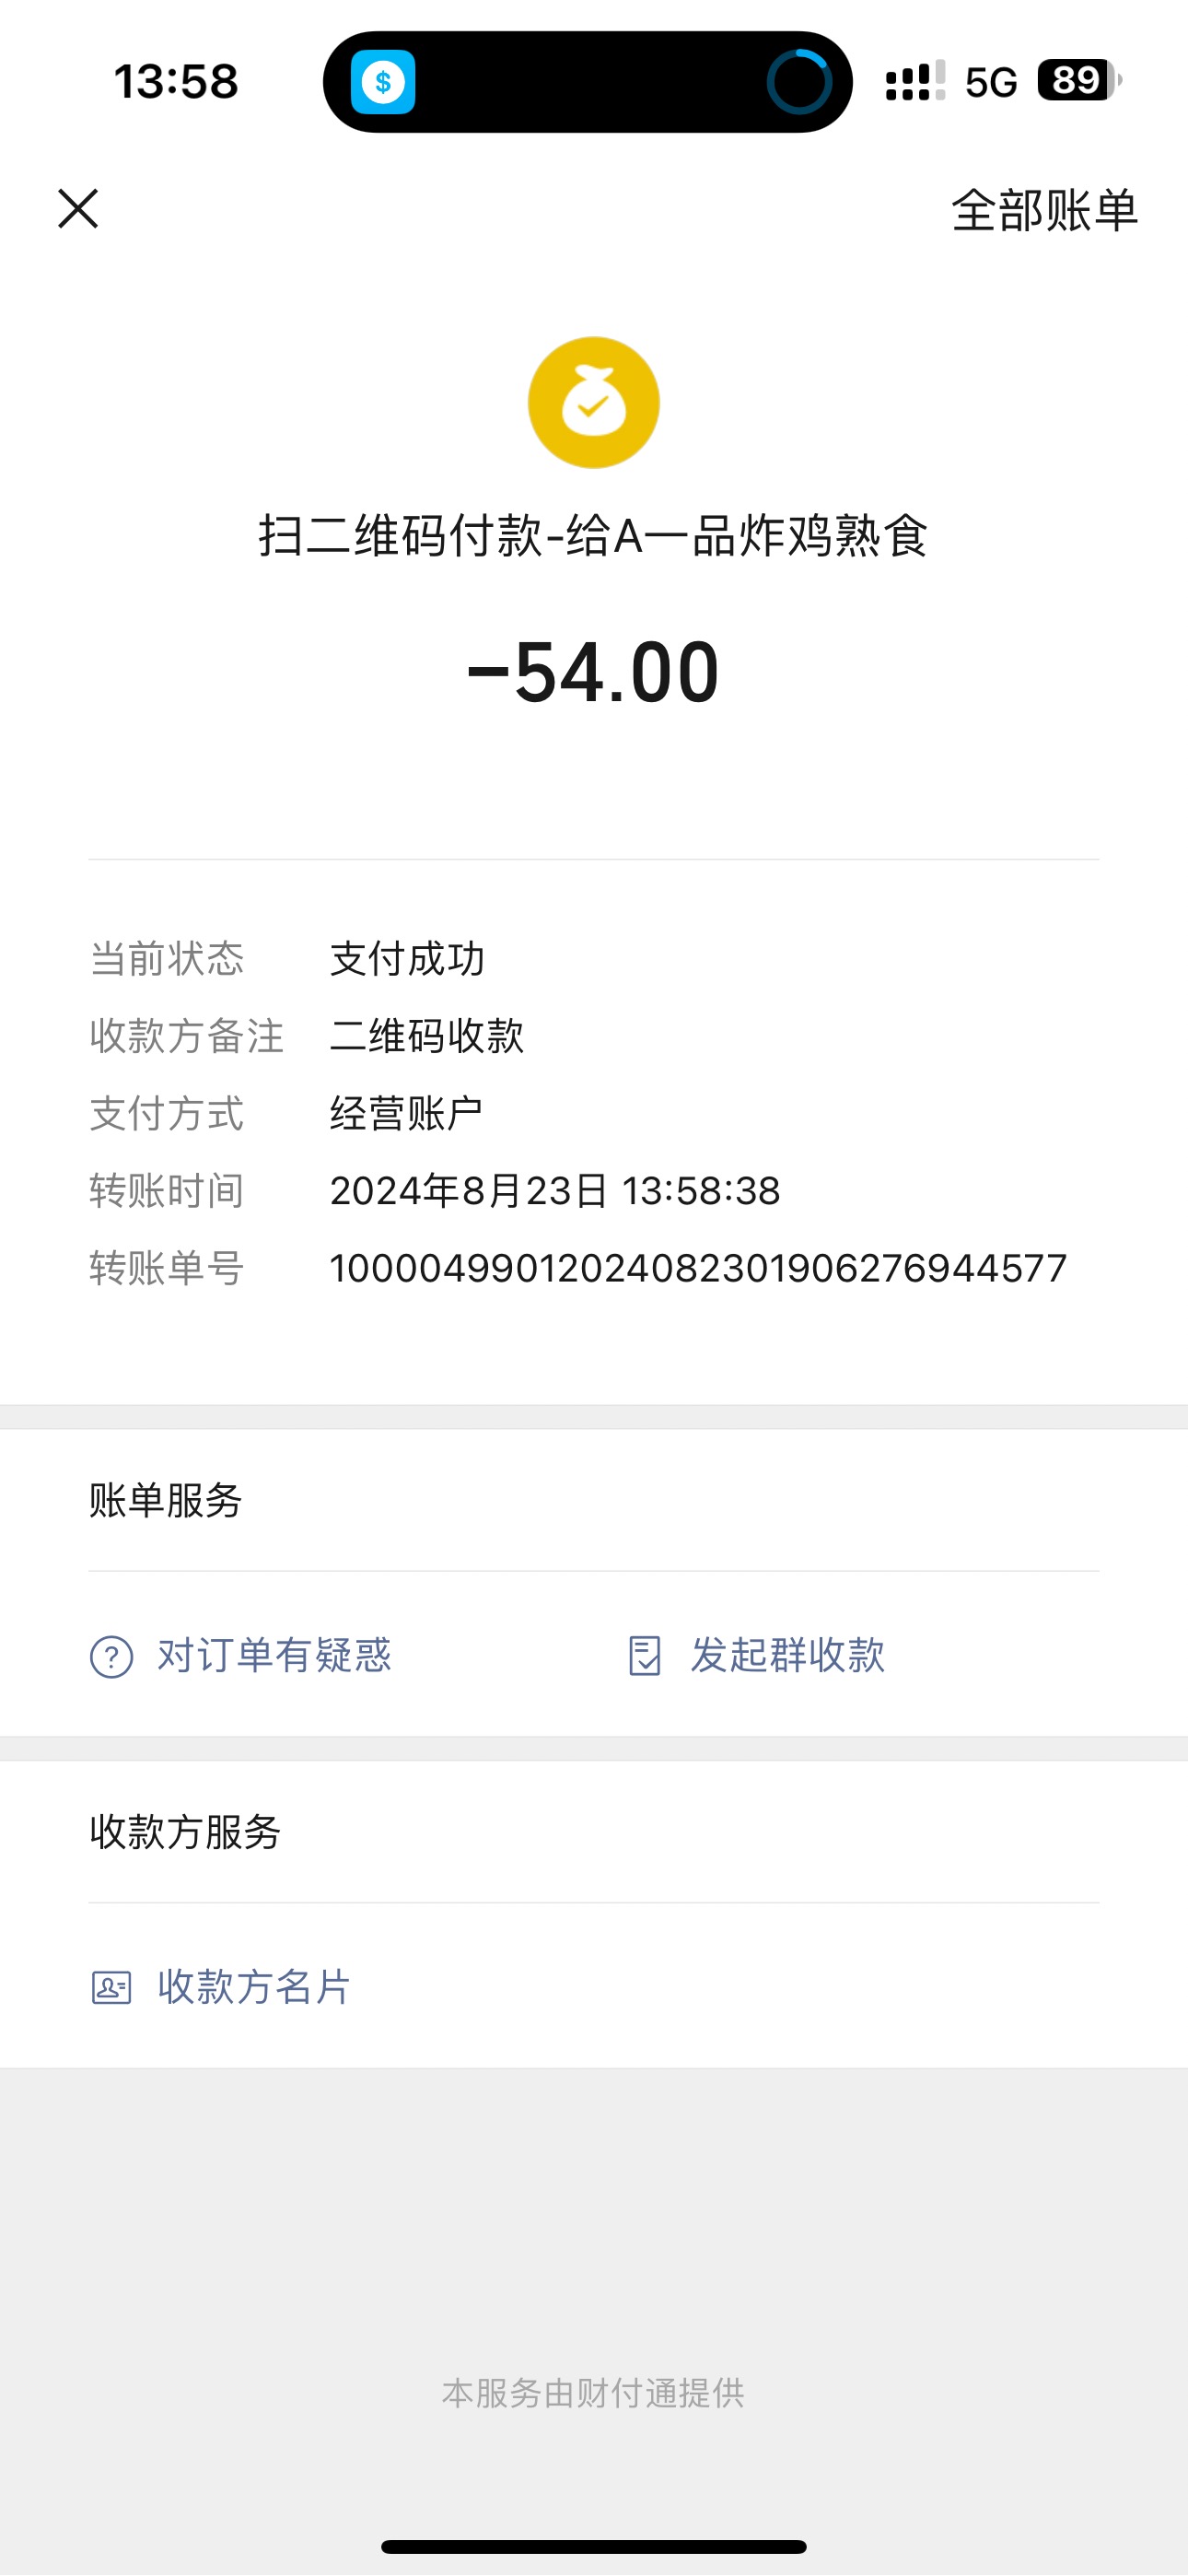 13:58
$
5G
89
全部账单
扫二维码付款-给A一品炸鸡熟食
-54.00
当前状态 支付成功
收款方备注 二维码收款
支付方式 经营账户
转账时间 2024年8月23日 13:58:38
转账单号 1000049901202408230190627694​4577
账单服务
? 对订单有疑惑 发起群收款
收款方服务
收款方名片
本服务由财付通提供